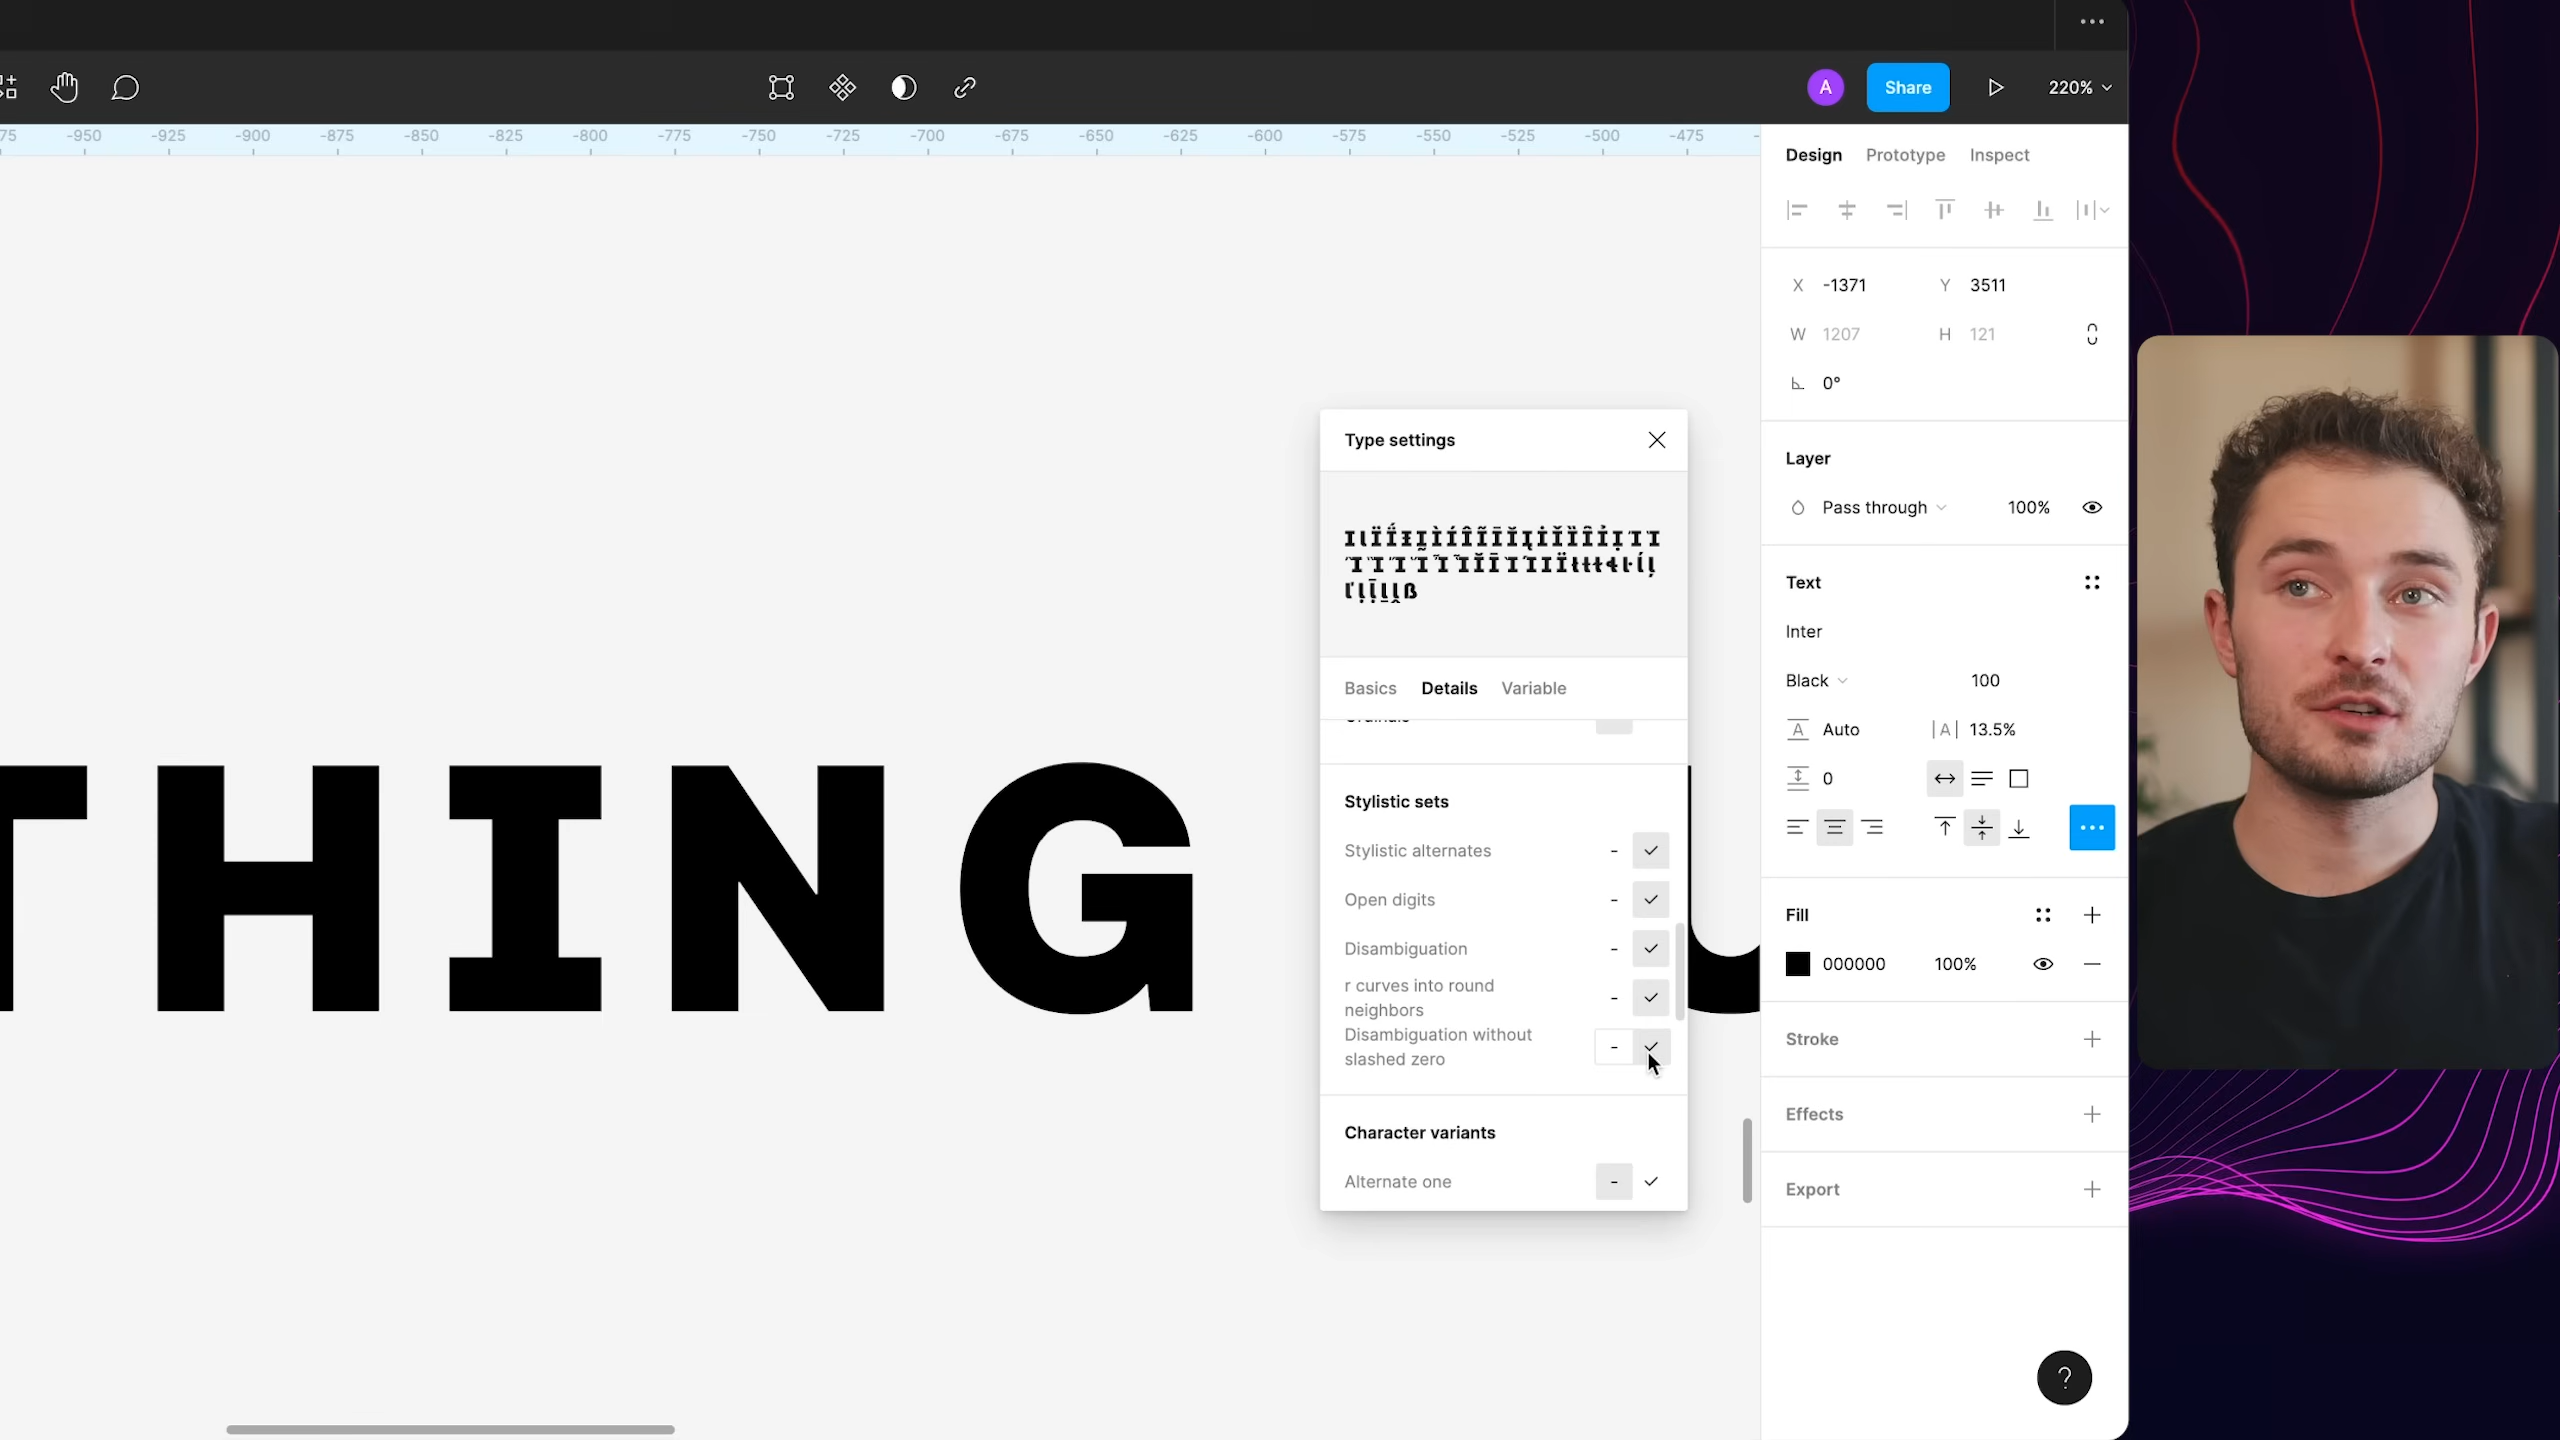 A
Share
220%
-950 -925 -900 -875 -850 -825 -800 -775 -750 -725 -700 -675 -650 -625 -600 -575 -550 -525 -500 -475
Design Prototype Inspect
X -1371 Y 3511
W 1207 H 121
0°
Layer
Pass through 100%
Text
Inter
Black 100
Auto |A| 13.5%
0
Fill
000000 100%
Stroke
Effects
Export
?
THING
Type settings
Basics Details Variable
Ordinals
Stylistic sets
Stylistic alternates -
Open digits -
Disambiguation -
r curves into round
neighbors -
Disambiguation without
slashed zero -
Character variants
Alternate one -